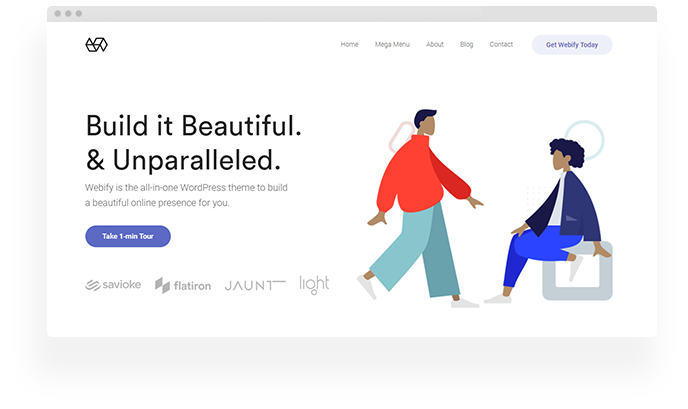 Home Mega Menu About Blog Contact Get Webify Today
Build it Beautiful.
& Unparalleled.
Webify is the all-in-one WordPress theme to build
a beautiful online presence for you.
Take 1-min Tour
savioke flatiron JAUNT light